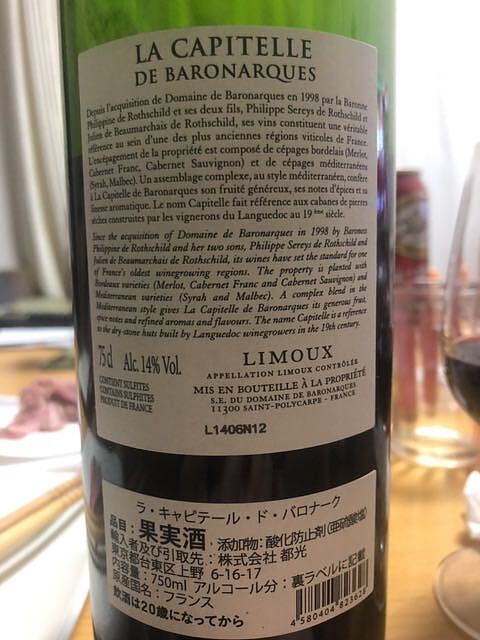 LA CAPITELLE
DE BARONARQUES
Depuis l'acquisition de Domaine de Baronarques en 1998 par la Baronne
Philippine de Rothschild et ses deux fils, Philippe Sereys de Rothschild et
Julien de Beaumarchais de Rothschild, ses vins constituent une véritable
référence au sein d'une des plus anciennes régions viticoles de France.
L'encépagement de la propriété est composé de cépages bordelais (Merlot,
Cabernet Franc, Cabernet Sauvignon) et de cépages méditerranéens
(Syrah, Malbec). Un assemblage complexe, au style méditerranéen, confère
à La Capitelle de Baronarques son fruité généreux, ses notes d'épices et sa
finesse aromatique. Le nom Capitelle fait référence aux cabanes de pierres
sèches construites par les vignerons du Languedoc au 19 ème siècle.
Since the acquisition of Domaine de Baronarques in 1998 by Baroness
Philippine de Rothschild and her two sons, Philippe Sereys de Rothschild and
Julien de Beaumarchais de Rothschild, its wines have set the standard for one
of France's oldest winegrowing regions. The property is planted with
Bordeaux varieties (Merlot, Cabernet Franc and Cabernet Sauvignon) and
Mediterranean varieties (Syrah and Malbec). A complex blend in the
Mediterranean style gives La Capitelle de Baronarques its generous fruit,
spice notes and refined aromas and flavours. The name Capitelle is a reference
to the dry-stone huts built by Languedoc winegrowers in the 19th century.
75 cl Alc. 14% Vol.
CONTIENT SULFITES
CONTAINS SULPHITES
PRODUIT DE FRANCE
LIMOUX
APPELLATION LIMOUX CONTRÔLÉE
MIS EN BOUTEILLE À LA PROPRIÉTÉ
S.E. DU DOMAINE DE BARONARQUES
11300 SAINT-POLYCARPE - FRANCE
L1406N12
ラ・キャピテール・ド・バロナーク
品目：果実酒 添加物：酸化防止剤（亜硫酸塩）
輸入者及び引取先：株式会社 都光
東京都台東区上野 6-16-17
内容量：750ml アルコール分：裏ラベルに記載
原産国名：フランス
飲酒は20歳になってから
4580404823628